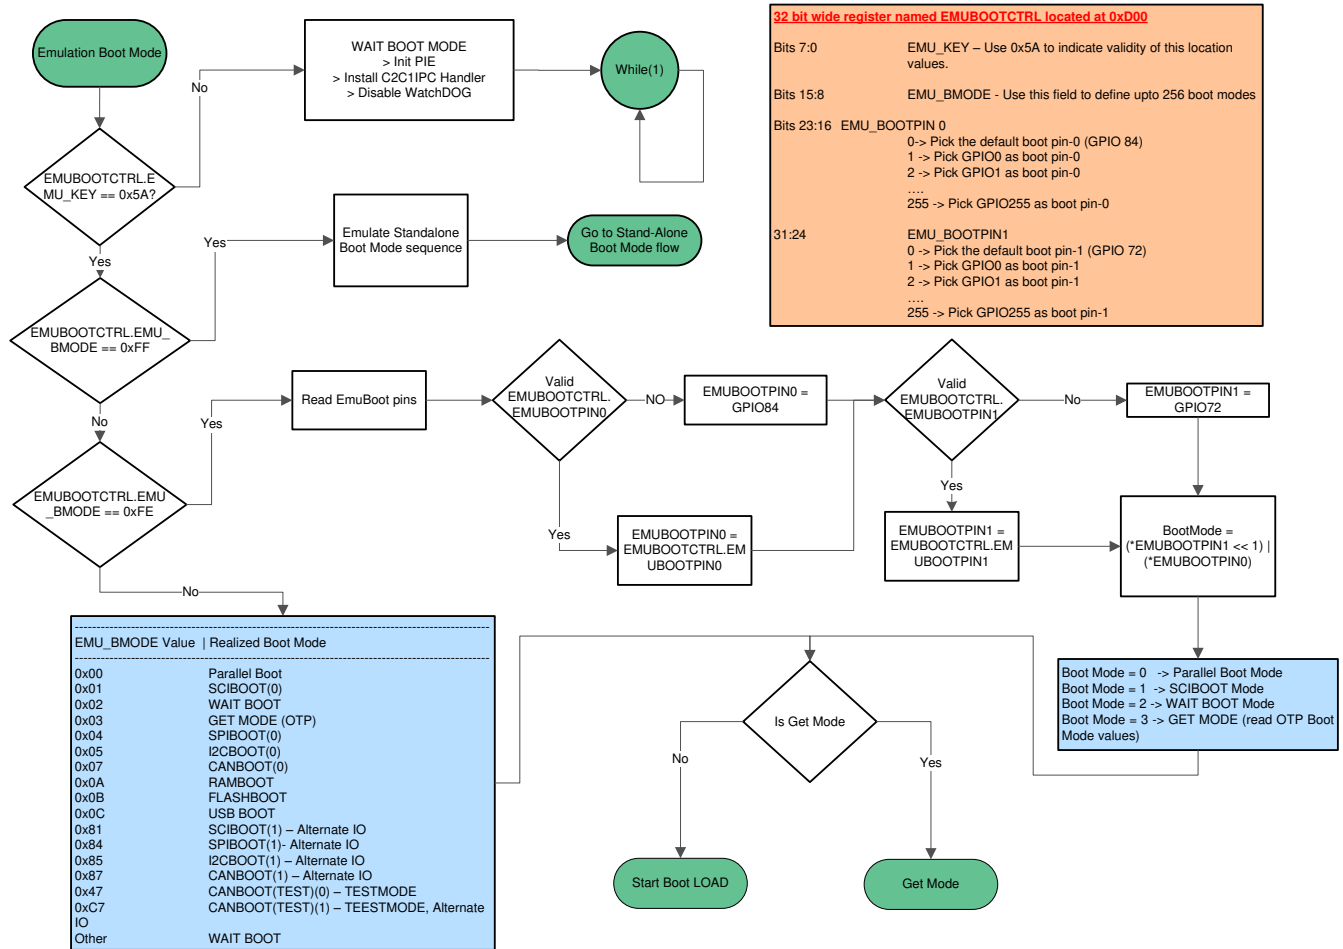 Emulation Boot Mode
No
WAIT BOOT MODE
> Init PIE
> Install C2C1IPC Handler
> Disable WatchDOG
While(1)
32 bit wide register named EMUBOOTCTRL located at 0xD00
Bits 7:0 EMU_KEY – Use 0x5A to indicate validity of this location
values.
Bits 15:8 EMU_BMODE - Use this field to define upto 256 boot modes
Bits 23:16 EMU_BOOTPIN 0
0-> Pick the default boot pin-0 (GPIO 84)
1 -> Pick GPIO0 as boot pin-0
2 -> Pick GPIO1 as boot pin-0
….
255 -> Pick GPIO255 as boot pin-0
31:24 EMU_BOOTPIN1
0 -> Pick the default boot pin-1 (GPIO 72)
1 -> Pick GPIO0 as boot pin-1
2 -> Pick GPIO1 as boot pin-1
….
255 -> Pick GPIO255 as boot pin-1
EMUBOOTCTRL.E
MU_KEY == 0x5A?
Yes
Yes
Emulate Standalone
Boot Mode sequence
Go to Stand-Alone
Boot Mode flow
EMUBOOTCTRL.EMU_
BMODE == 0xFF
No
Yes
Read EmuBoot pins
Valid
EMUBOOTCTRL.
EMUBOOTPIN0
NO
EMUBOOTPIN0 =
GPIO84
Valid
EMUBOOTCTRL.
EMUBOOTPIN1
No
EMUBOOTPIN1 =
GPIO72
EMUBOOTCTRL.EMU
_BMODE == 0xFE
Yes
EMUBOOTPIN0 =
EMUBOOTCTRL.EM
UBOOTPIN0
Yes
EMUBOOTPIN1 =
EMUBOOTCTRL.EM
UBOOTPIN1
BootMode =
(*EMUBOOTPIN1 << 1) |
(*EMUBOOTPIN0)
No
--------------------------------------------------------------------------------
EMU_BMODE Value | Realized Boot Mode
--------------------------------------------------------------------------------
0x00 Parallel Boot
0x01 SCIBOOT(0)
0x02 WAIT BOOT
0x03 GET MODE (OTP)
0x04 SPIBOOT(0)
0x05 I2CBOOT(0)
0x07 CANBOOT(0)
0x0A RAMBOOT
0x0B FLASHBOOT
0x0C USB BOOT
0x81 SCIBOOT(1) – Alternate IO
0x84 SPIBOOT(1)- Alternate IO
0x85 I2CBOOT(1) – Alternate IO
0x87 CANBOOT(1) – Alternate IO
0x47 CANBOOT(TEST)(0) – TESTMODE
0xC7 CANBOOT(TEST)(1) – TEESTMODE, Alternate
IO
Other WAIT BOOT
Boot Mode = 0 -> Parallel Boot Mode
Boot Mode = 1 -> SCIBOOT Mode
Boot Mode = 2 -> WAIT BOOT Mode
Boot Mode = 3 -> GET MODE (read OTP Boot
Mode values)
Is Get Mode
No
Yes
Start Boot LOAD
Get Mode